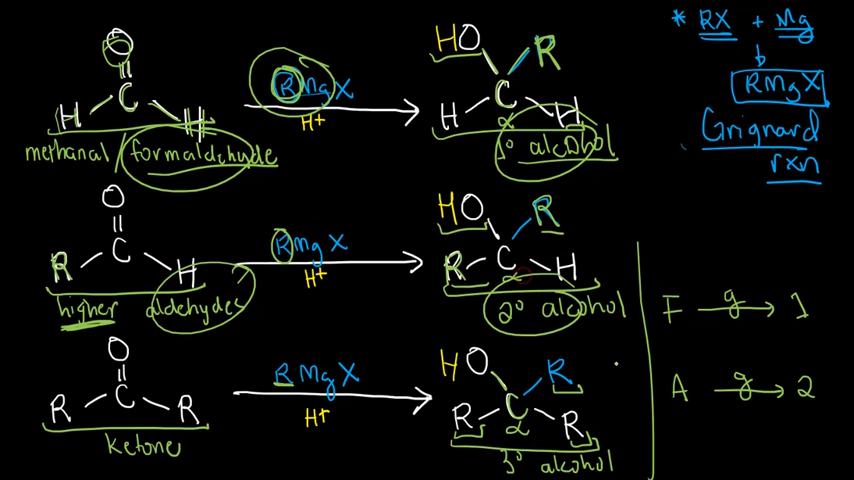 O
C
H H
methanal / formaldehyde
RMgX
H+
HO R
C
H α H
1° alcohol
* RX + Mg
RMgX
Grignard
rxn
O
C
R H
higher aldehydes
RMgX
H+
HO R
R C H
α
2° alcohol
F g 1
A g 2
O
C
R R
Ketone
RMgX
H+
HO R
C
R α R
3° alcohol